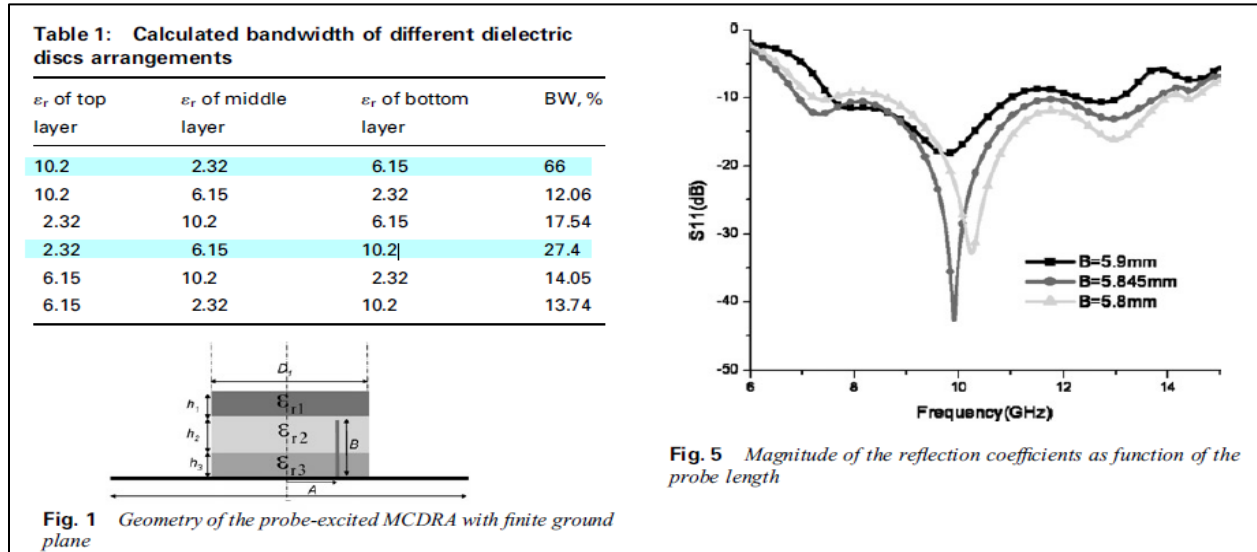 Table 1: Calculated bandwidth of different dielectric
discs arrangements
εr of top layer εr of middle layer εr of bottom layer BW, %
10.2 2.32 6.15 66
10.2 6.15 2.32 12.06
2.32 10.2 6.15 17.54
2.32 6.15 10.2 27.4
6.15 10.2 2.32 14.05
6.15 2.32 10.2 13.74
D1
h1 εr1
h2 εr2 B
h3 εr3
A
Fig. 1 Geometry of the probe-excited MCDRA with finite ground
plane
0
-10
-20
-30
-40
-50
S11(dB)
B=5.9mm
B=5.845mm
B=5.8mm
6 8 10 12 14
Frequency(GHz)
Fig. 5 Magnitude of the reflection coefficients as function of the
probe length